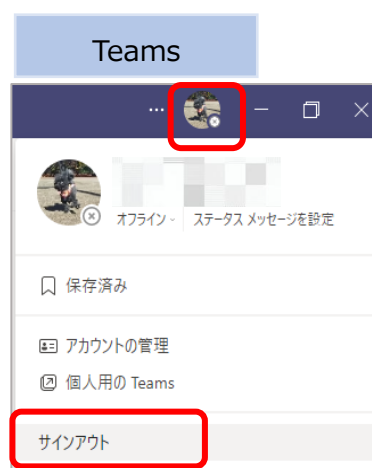 Teams
オフライン ステータス メッセージを設定
保存済み
アカウントの管理
個人用の Teams
サインアウト